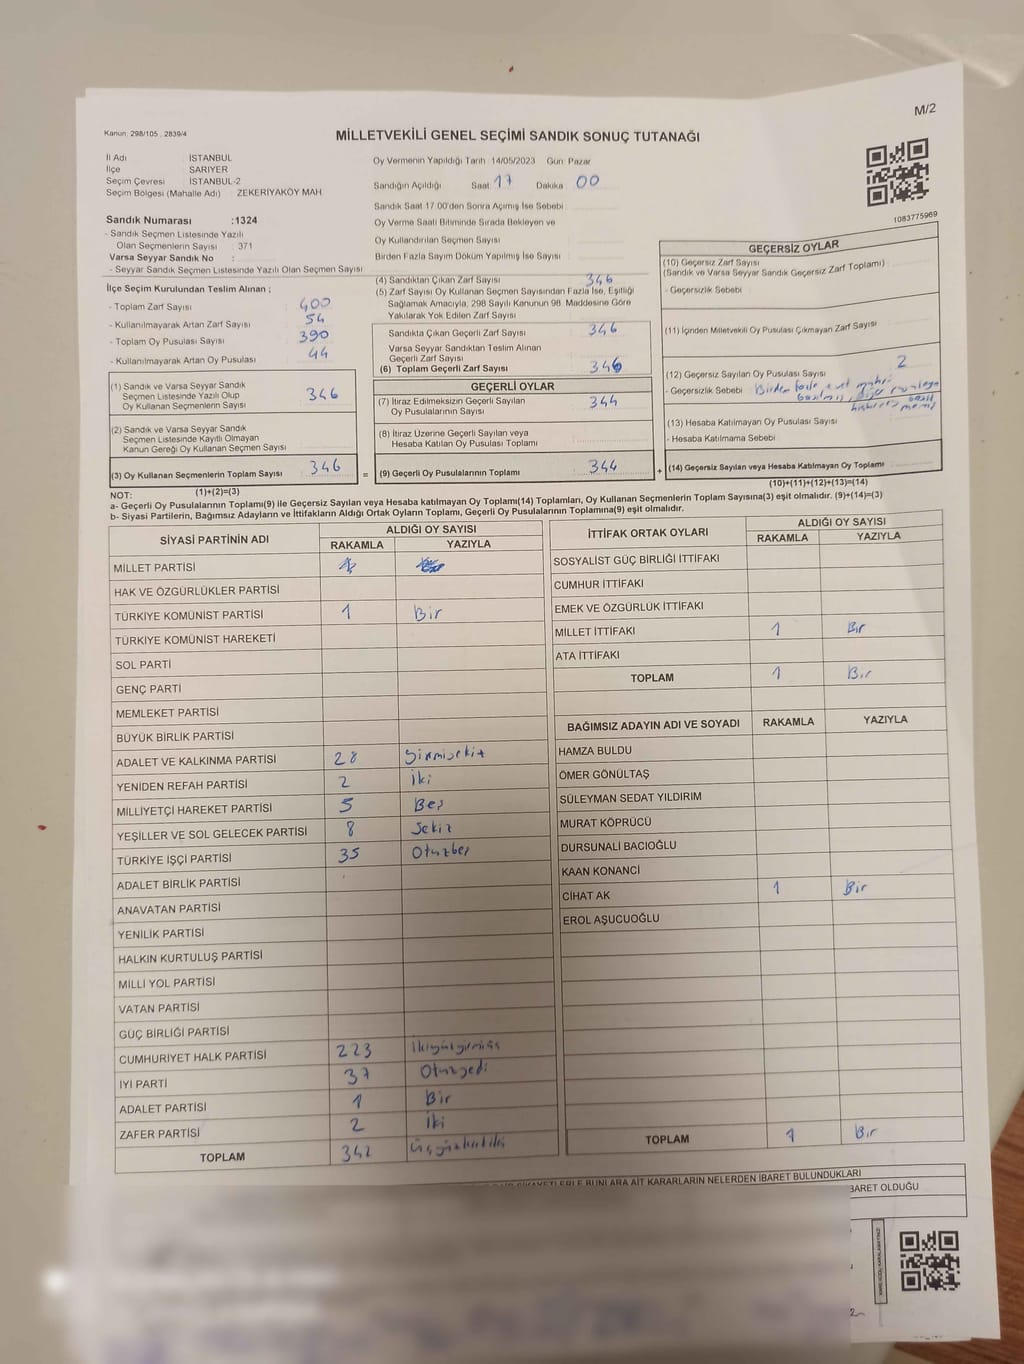 M/2
Kanun: 298/105 , 2839/4
MİLLETVEKİLİ GENEL SEÇİMİ SANDIK SONUÇ TUTANAĞI
İl Adı : İSTANBUL
İlçe : SARIYER
Seçim Çevresi : İSTANBUL-2
Seçim Bölgesi (Mahalle Adı) : ZEKERİYAKÖY MAH
Sandık Numarası :1324
- Sandık Seçmen Listesinde Yazılı
Olan Seçmenlerin Sayısı : 371
Varsa Seyyar Sandık No :
- Seyyar Sandık Seçmen Listesinde Yazılı Olan Seçmen Sayısı :
Oy Vermenin Yapıldığı Tarih 14/05/2023 Gün Pazar
Sandığın Açıldığı Saat 17 Dakika 00
Sandık Saat 17.00'den Sonra Açımış İse Sebebi :
Oy Verme Saati Bitiminde Sırada Bekleyen ve
Oy Kullandırılan Seçmen Sayısı :
Birden Fazla Sayım Döküm Yapılmış İse Sayısı :
1083775969
İlçe Seçim Kurulundan Teslim Alınan ;
- Toplam Zarf Sayısı : 400
- Kullanılmayarak Artan Zarf Sayısı : 54
- Toplam Oy Pusulası Sayısı : 390
- Kullanılmayarak Artan Oy Pusulası : 44
(1) Sandık ve Varsa Seyyar Sandık
Seçmen Listesinde Yazılı Olup
Oy Kullanan Seçmenlerin Sayısı : 346
(2) Sandık ve Varsa Seyyar Sandık
Seçmen Listesinde Kayıtlı Olmayan
Kanun Gereği Oy Kullanan Seçmen Sayısı :
(3) Oy Kullanan Seçmenlerin Toplam Sayısı : 346
(1)+(2)=(3)
(4) Sandıktan Çıkan Zarf Sayısı : 346
(5) Zarf Sayısı Oy Kullanan Seçmen Sayısından Fazla İse, Eşitliği
Sağlamak Amacıyla, 298 Sayılı Kanunun 98. Maddesine Göre
Yakılarak Yok Edilen Zarf Sayısı :
Sandıkta Çıkan Geçerli Zarf Sayısı : 346
Varsa Seyyar Sandıktan Teslim Alınan
Geçerli Zarf Sayısı :
(6) Toplam Geçerli Zarf Sayısı : 346
GEÇERLİ OYLAR
(7) İtiraz Edilmeksizin Geçerli Sayılan
Oy Pusulalarının Sayısı : 344
(8) İtiraz Üzerine Geçerli Sayılan veya
Hesaba Katılan Oy Pusulası Toplamı :
= (9) Geçerli Oy Pusulalarının Toplamı : 344
GEÇERSİZ OYLAR
(10) Geçersiz Zarf Sayısı
(Sandık ve Varsa Seyyar Sandık Geçersiz Zarf Toplamı) :
- Geçersizlik Sebebi :
(11) İçinden Milletvekili Oy Pusulası Çıkmayan Zarf Sayısı :
(12) Geçersiz Sayılan Oy Pusulası Sayısı : 2
- Geçersizlik Sebebi : Birden fazla evet mührü
(13) Hesaba Katılmayan Oy Pusulası Sayısı :
- Hesaba Katılmama Sebebi :
+ (14) Geçersiz Sayılan veya Hesaba Katılmayan Oy Toplamı :
(10)+(11)+(12)+(13)=(14)
NOT:
a- Geçerli Oy Pusulalarının Toplamı(9) ile Geçersiz Sayılan veya Hesaba katılmayan Oy Toplamı(14) Toplamları, Oy Kullanan Seçmenlerin Toplam Sayısına(3) eşit olmalıdır. (9)+(14)=(3)
b- Siyasi Partilerin, Bağımsız Adayların ve İttifakların Aldığı Ortak Oyların Toplamı, Geçerli Oy Pusulalarının Toplamına(9) eşit olmalıdır.
SİYASİ PARTİNİN ADI ALDIĞI OY SAYISI
RAKAMLA YAZIYLA
MİLLET PARTİSİ
HAK VE ÖZGÜRLÜKLER PARTİSİ
TÜRKİYE KOMÜNİST PARTİSİ 1 Bir
TÜRKİYE KOMÜNİST HAREKETİ
SOL PARTİ
GENÇ PARTİ
MEMLEKET PARTİSİ
BÜYÜK BİRLİK PARTİSİ
ADALET VE KALKINMA PARTİSİ 28 Yirmisekiz
YENİDEN REFAH PARTİSİ 2 İki
MİLLİYETÇİ HAREKET PARTİSİ 5 Beş
YEŞİLLER VE SOL GELECEK PARTİSİ 8 Sekiz
TÜRKİYE İŞÇİ PARTİSİ 35 Otuzbeş
ADALET BİRLİK PARTİSİ
ANAVATAN PARTİSİ
YENİLİK PARTİSİ
HALKIN KURTULUŞ PARTİSİ
MİLLİ YOL PARTİSİ
VATAN PARTİSİ
GÜÇ BİRLİĞİ PARTİSİ
CUMHURİYET HALK PARTİSİ 223 İkiyüzyirmiüç
İYİ PARTİ 37 Otuzyedi
ADALET PARTİSİ 1 Bir
ZAFER PARTİSİ 2 İki
TOPLAM 342 Üçyüzkırkiki
İTTİFAK ORTAK OYLARI ALDIĞI OY SAYISI
RAKAMLA YAZIYLA
SOSYALİST GÜÇ BİRLİĞİ İTTİFAKI
CUMHUR İTTİFAKI
EMEK VE ÖZGÜRLÜK İTTİFAKI
MİLLET İTTİFAKI 1 Bir
ATA İTTİFAKI
TOPLAM 1 Bir
BAĞIMSIZ ADAYIN ADI VE SOYADI RAKAMLA YAZIYLA
HAMZA BULDU
ÖMER GÖNÜLTAŞ
SÜLEYMAN SEDAT YILDIRIM
MURAT KÖPRÜCÜ
DURSUNALİ BACIOĞLU
KAAN KONANCİ
CİHAT AK 1 Bir
EROL AŞUCUOĞLU
TOPLAM 1 Bir
BUNLARA AİT KARARLARIN NELERDEN İBARET BULUNDUKLARI
BARET OLDUĞU